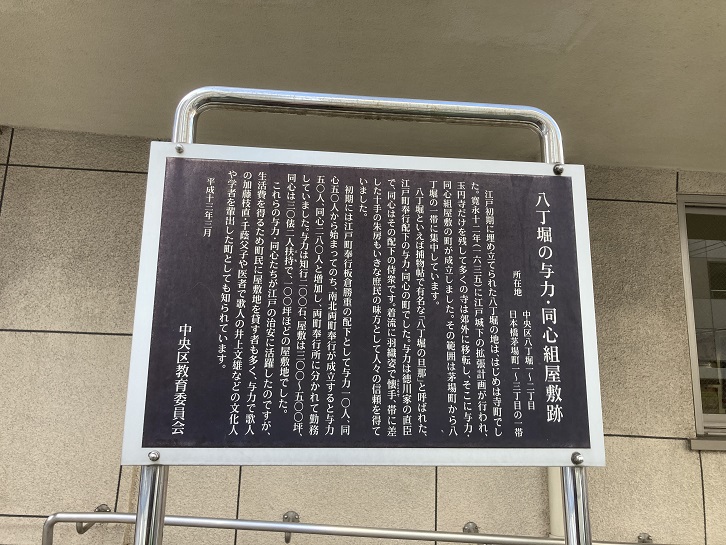 八丁堀の与力・同心組屋敷跡
所在地 中央区八丁堀一～二丁目
日本橋茅場町一～三丁目の一帯
江戸初期に埋め立てられた八丁堀の地は、はじめは寺町でし
た。寛永十二年(一六三五)に江戸城下の拡張計画が行われ、
玉円寺だけを残して多くの寺は郊外に移転し、そこに与力・
同心組屋敷の町が成立しました。その範囲は茅場町から八
丁堀の一帯に集中しています。
八丁堀といえば捕物帖で有名な「八丁堀の旦那」と呼ばれた、
江戸町奉行配下の与力・同心の町でした。与力は徳川家の直臣
で、同心はその配下の侍衆です。着流に羽織姿で懐手、帯に差
した十手の朱房もいきな庶民の味方として人々の信頼を得て
いました。
初期には江戸町奉行板倉勝重の配下として与力一〇人、同
心五〇人から始まってのち、南北両町奉行が成立すると与力
五〇人、同心二八〇人と増加し、両町奉行所に分かれて勤務
していました。与力は知行二〇〇石、屋敷は三〇〇～五〇〇坪、
同心は三〇俵二人扶持で、一〇〇坪ほどの屋敷地でした。
これらの与力・同心たちが江戸の治安に活躍したのですが、
生活費を得るため町民に屋敷地を貸す者も多く、与力で歌人
の加藤枝直・千蔭父子や医者で歌人の井上文雄などの文化人
や学者を輩出した町としても知られています。
平成十三年三月
中央区教育委員会